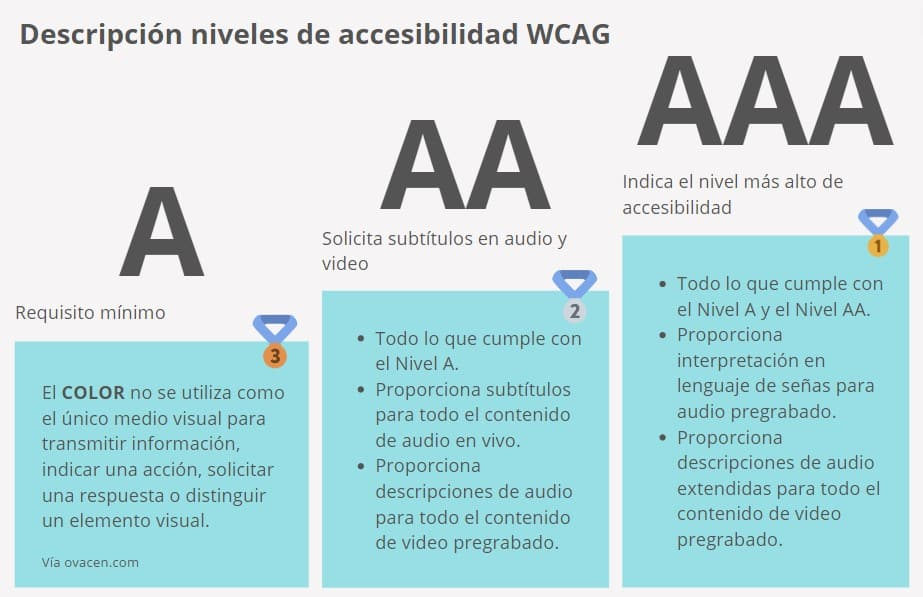 Descripción niveles de accesibilidad WCAG
A
Requisito mínimo
3
El COLOR no se utiliza como
el único medio visual para
transmitir información,
indicar una acción, solicitar
una respuesta o distinguir
un elemento visual.
Vía ovacen.com
AA
Solicita subtítulos en audio y
video
2
• Todo lo que cumple con
el Nivel A.
• Proporciona subtítulos
para todo el contenido
de audio en vivo.
• Proporciona
descripciones de audio
para todo el contenido
de video pregrabado.
AAA
Indica el nivel más alto de
accesibilidad
1
• Todo lo que cumple con
el Nivel A y el Nivel AA.
• Proporciona
interpretación en
lenguaje de señas para
audio pregrabado.
• Proporciona
descripciones de audio
extendidas para todo el
contenido de video
pregrabado.